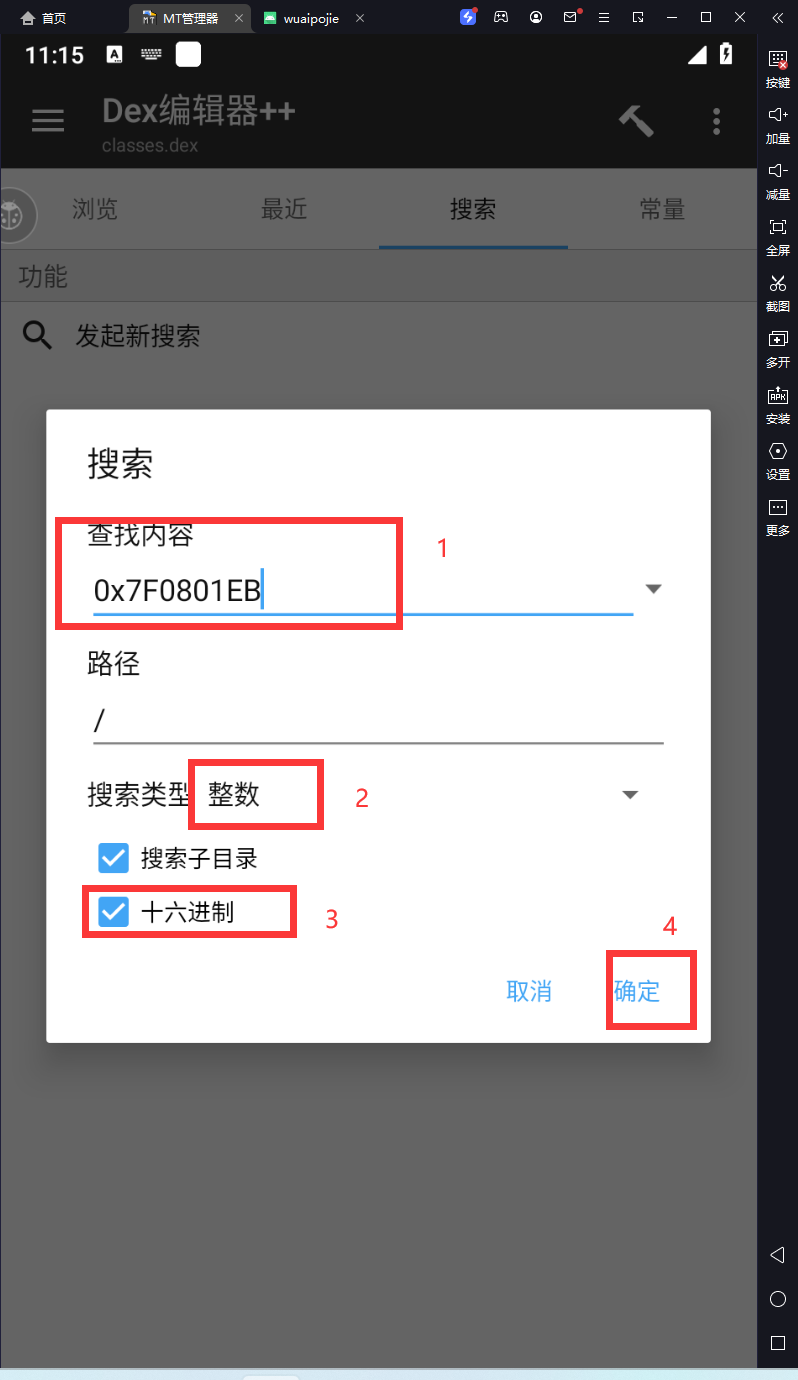 首页
MT管理器
wuaipojie
11:15
A
Dex编辑器++
classes.dex
浏览
最近
搜索
常量
功能
发起新搜索
搜索
查找内容
1
0x7F0801EB
路径
/
搜索类型
整数
2
搜索子目录
十六进制
3
4
取消
确定
按键
加量
减量
全屏
截图
多开
APK
安装
设置
更多